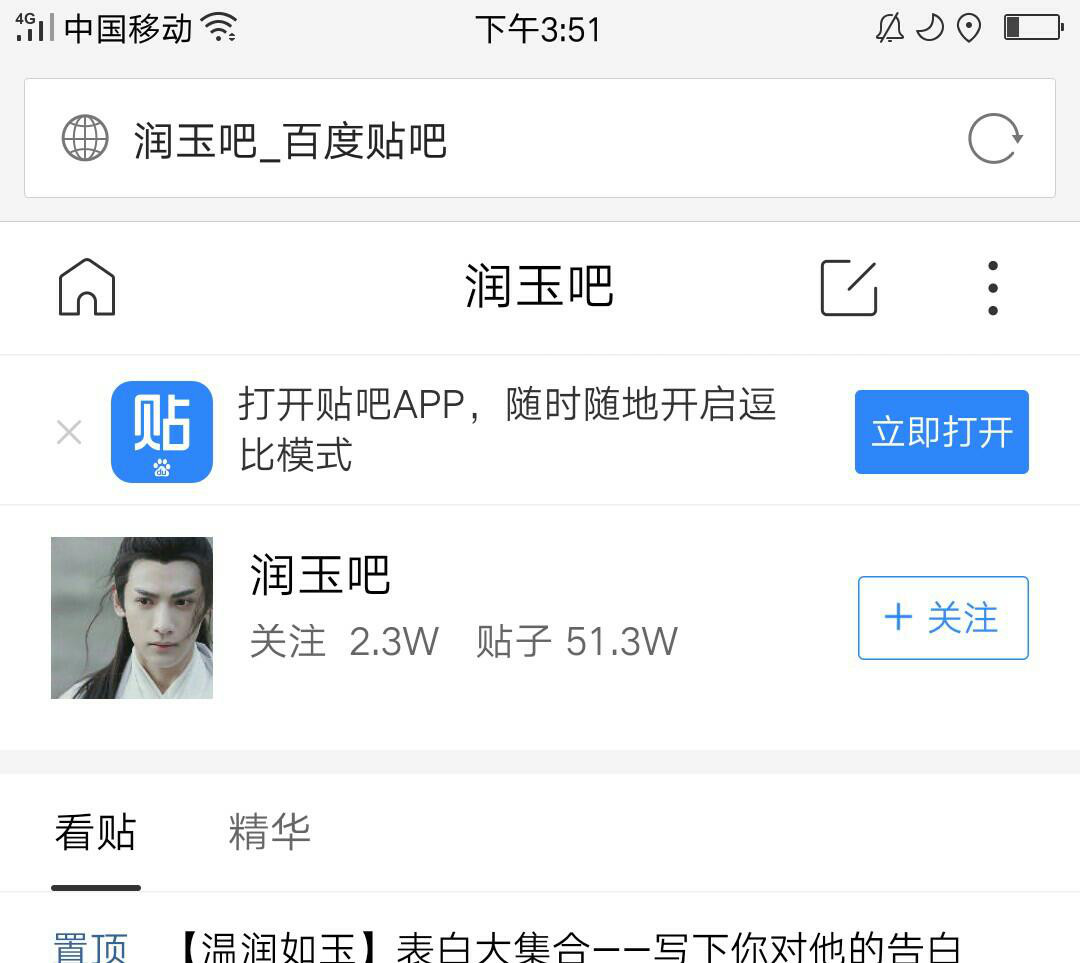 4G 中国移动 下午3:51
润玉吧_百度贴吧
润玉吧
贴
du
打开贴吧APP，随时随地开启逗
比模式
立即打开
润玉吧
关注 2.3W 贴子 51.3W
+ 关注
看贴 精华
置顶 【温润如玉】表白大集合——写下你对他的告白